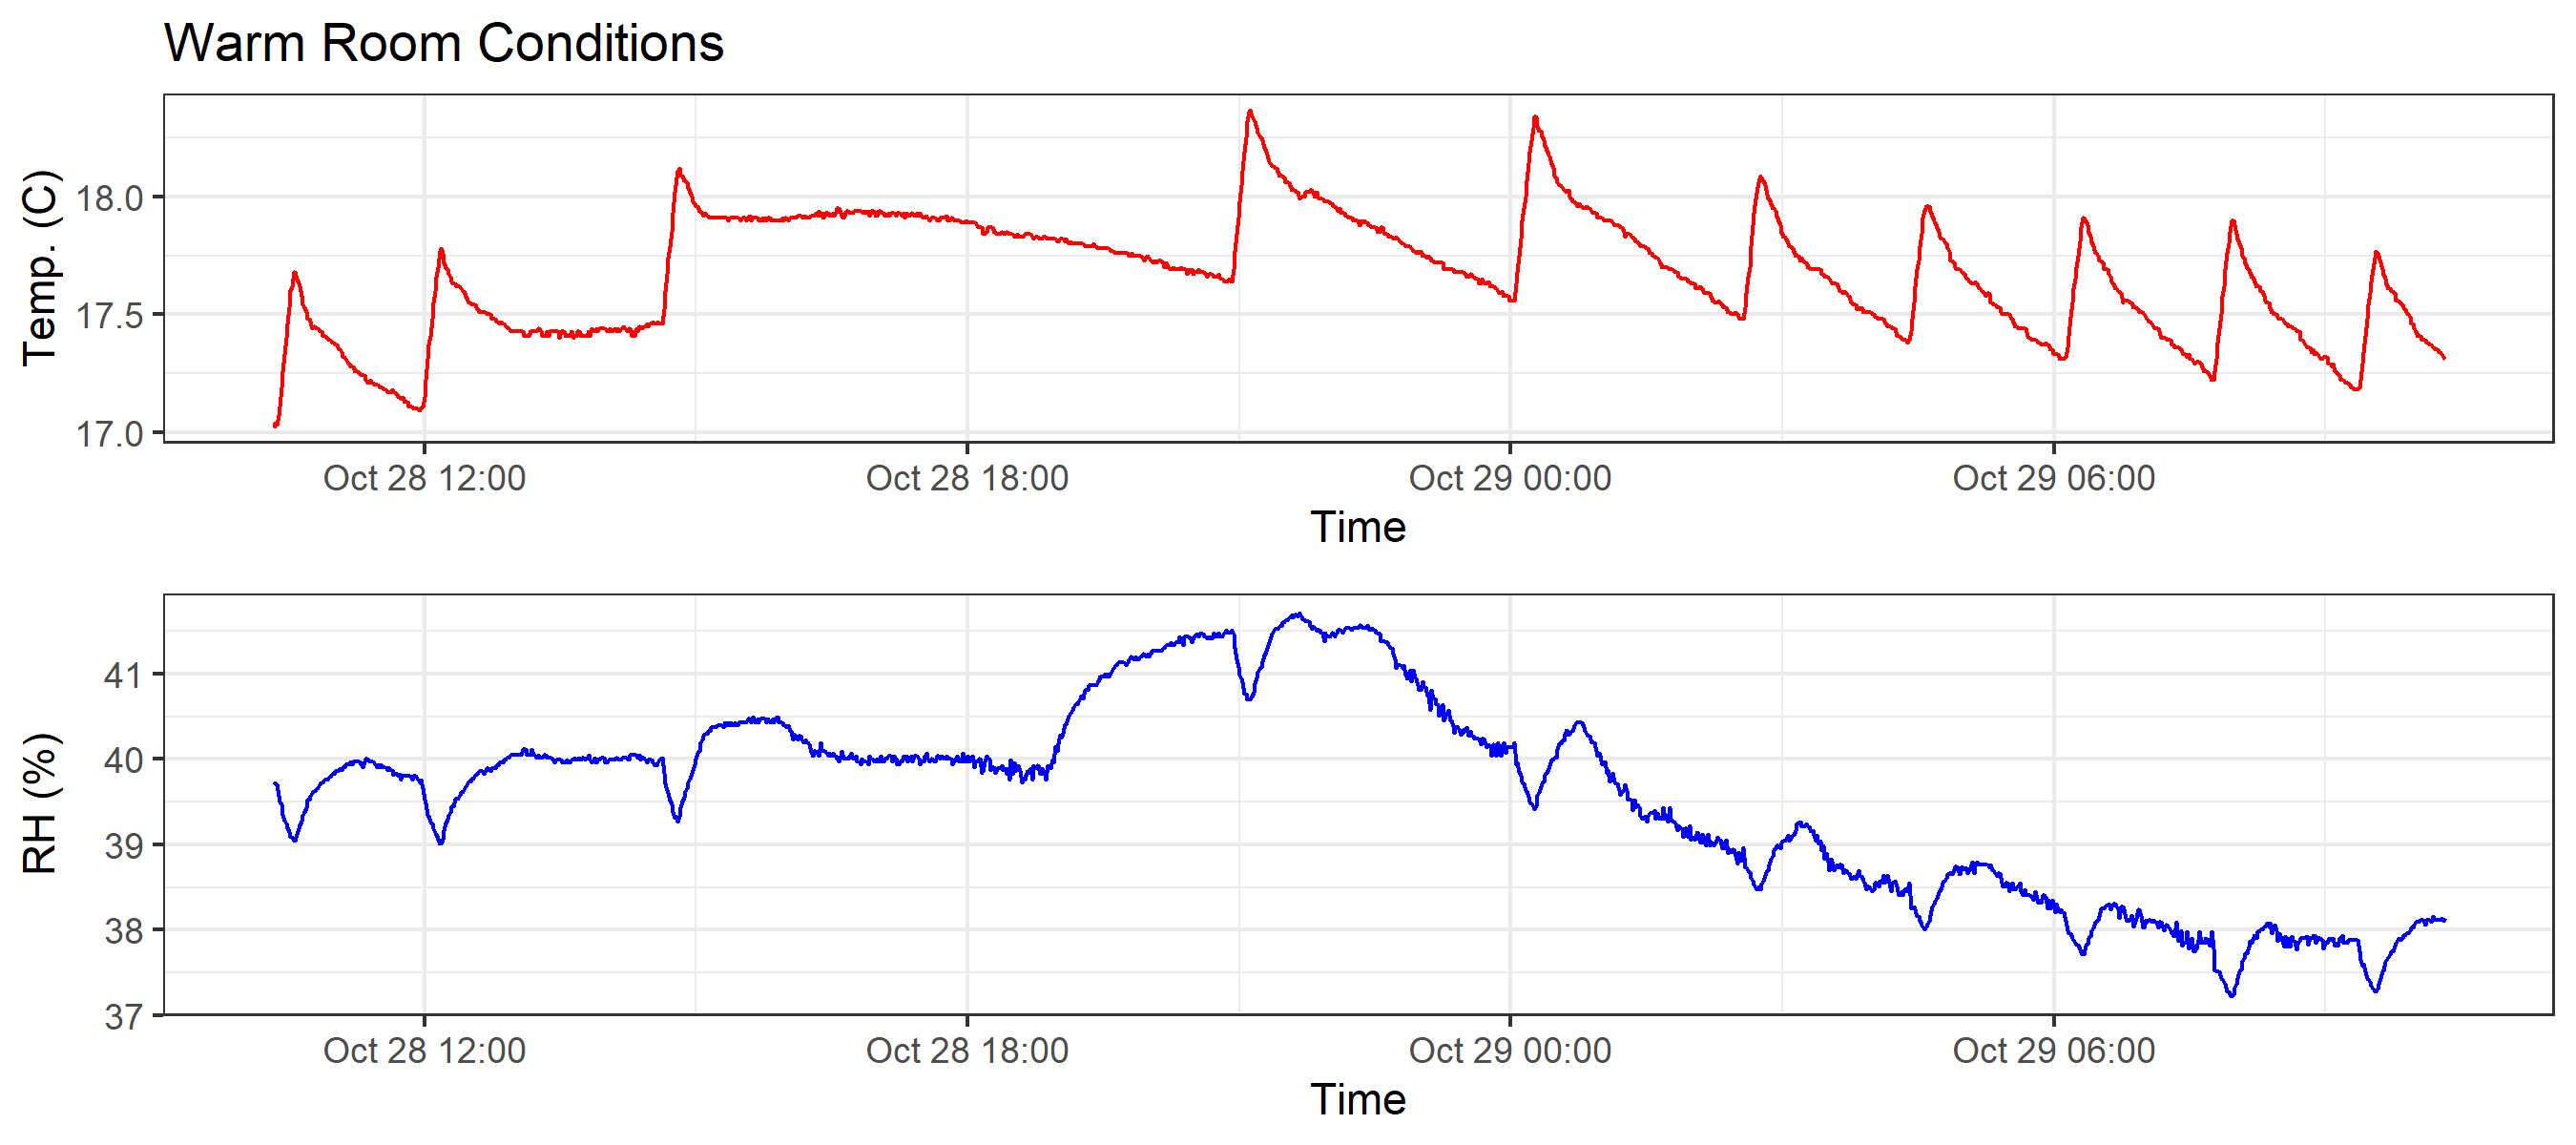 Warm Room Conditions
Temp. (C)
18.0
17.5
17.0
Oct 28 12:00 Oct 28 18:00 Oct 29 00:00 Oct 29 06:00
Time
RH (%)
41
40
39
38
37
Oct 28 12:00 Oct 28 18:00 Oct 29 00:00 Oct 29 06:00
Time